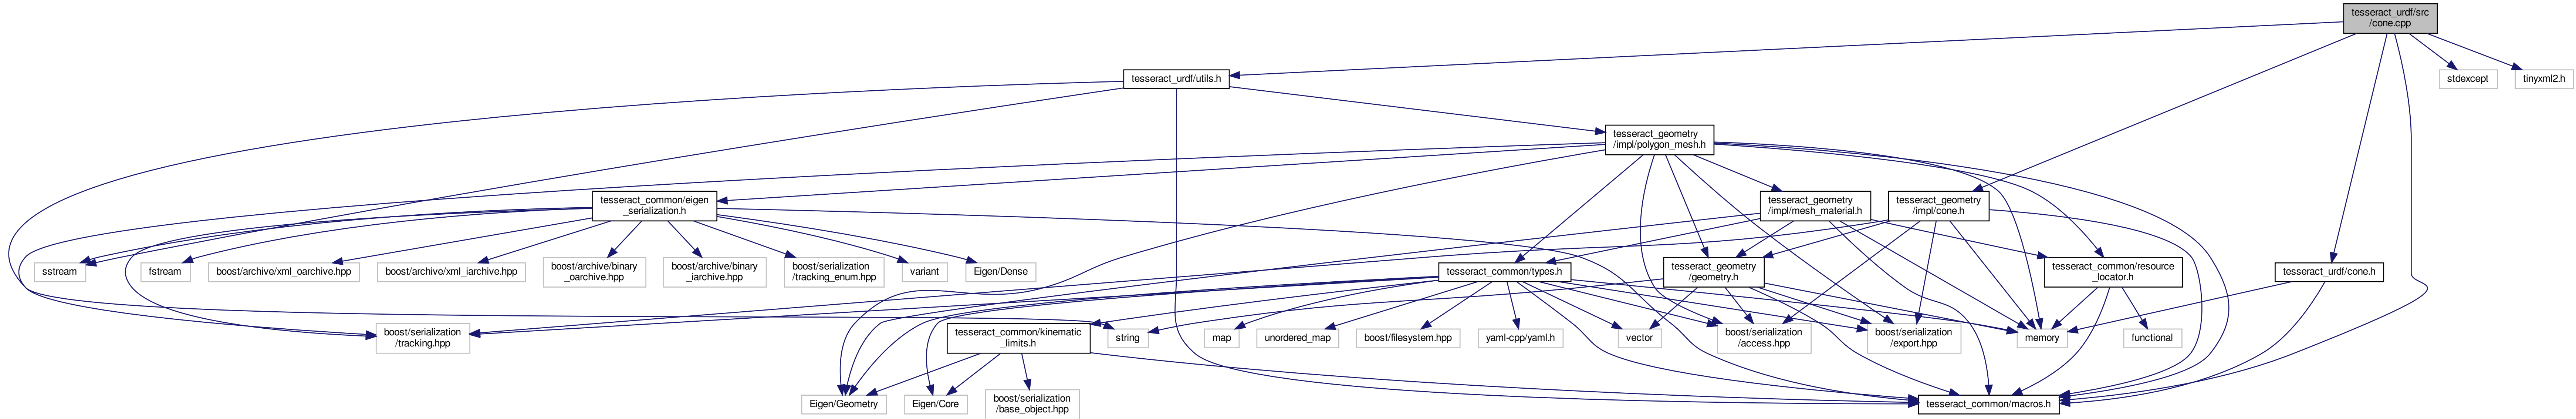 tesseract_urdf/src
/cone.cpp
tesseract_urdf/utils.h
stdexcept
tinyxml2.h
tesseract_geometry
/impl/polygon_mesh.h
tesseract_common/eigen
_serialization.h
tesseract_geometry
/impl/mesh_material.h
tesseract_geometry
/impl/cone.h
sstream
fstream
boost/archive/xml_oarchive.hpp
boost/archive/xml_iarchive.hpp
boost/archive/binary
_oarchive.hpp
boost/archive/binary
_iarchive.hpp
boost/serialization
/tracking_enum.hpp
variant
Eigen/Dense
tesseract_common/types.h
tesseract_geometry
/geometry.h
tesseract_common/resource
_locator.h
tesseract_urdf/cone.h
boost/serialization
/tracking.hpp
tesseract_common/kinematic
_limits.h
string
map
unordered_map
boost/filesystem.hpp
yaml-cpp/yaml.h
vector
boost/serialization
/access.hpp
boost/serialization
/export.hpp
memory
functional
Eigen/Geometry
Eigen/Core
boost/serialization
/base_object.hpp
tesseract_common/macros.h